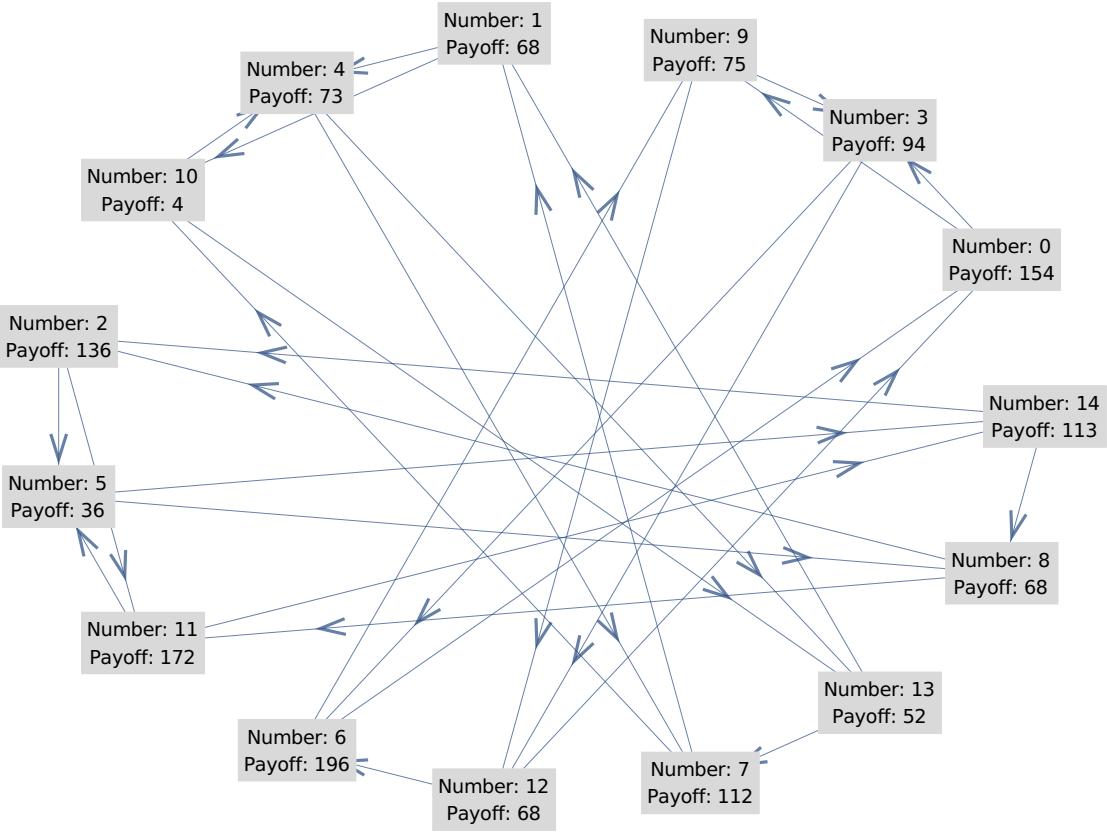 Number: 1
Payoff: 68
Number: 9
Payoff: 75
Number: 4
Payoff: 73
Number: 3
Payoff: 94
Number: 10
Payoff: 4
Number: 0
Payoff: 154
Number: 2
Payoff: 136
Number: 14
Payoff: 113
Number: 5
Payoff: 36
Number: 8
Payoff: 68
Number: 11
Payoff: 172
Number: 13
Payoff: 52
Number: 6
Payoff: 196
Number: 7
Payoff: 112
Number: 12
Payoff: 68